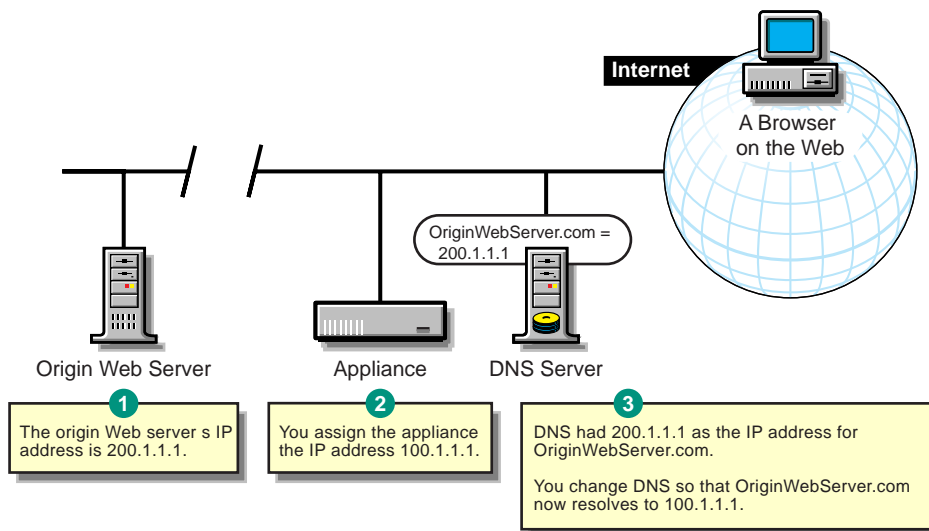 Internet
A Browser
on the Web
OriginWebServer.com =
200.1.1.1
Origin Web Server
Appliance
DNS Server
1
The origin Web server s IP
address is 200.1.1.1.
2
You assign the appliance
the IP address 100.1.1.1.
3
DNS had 200.1.1.1 as the IP address for
OriginWebServer.com.
You change DNS so that OriginWebServer.com
now resolves to 100.1.1.1.